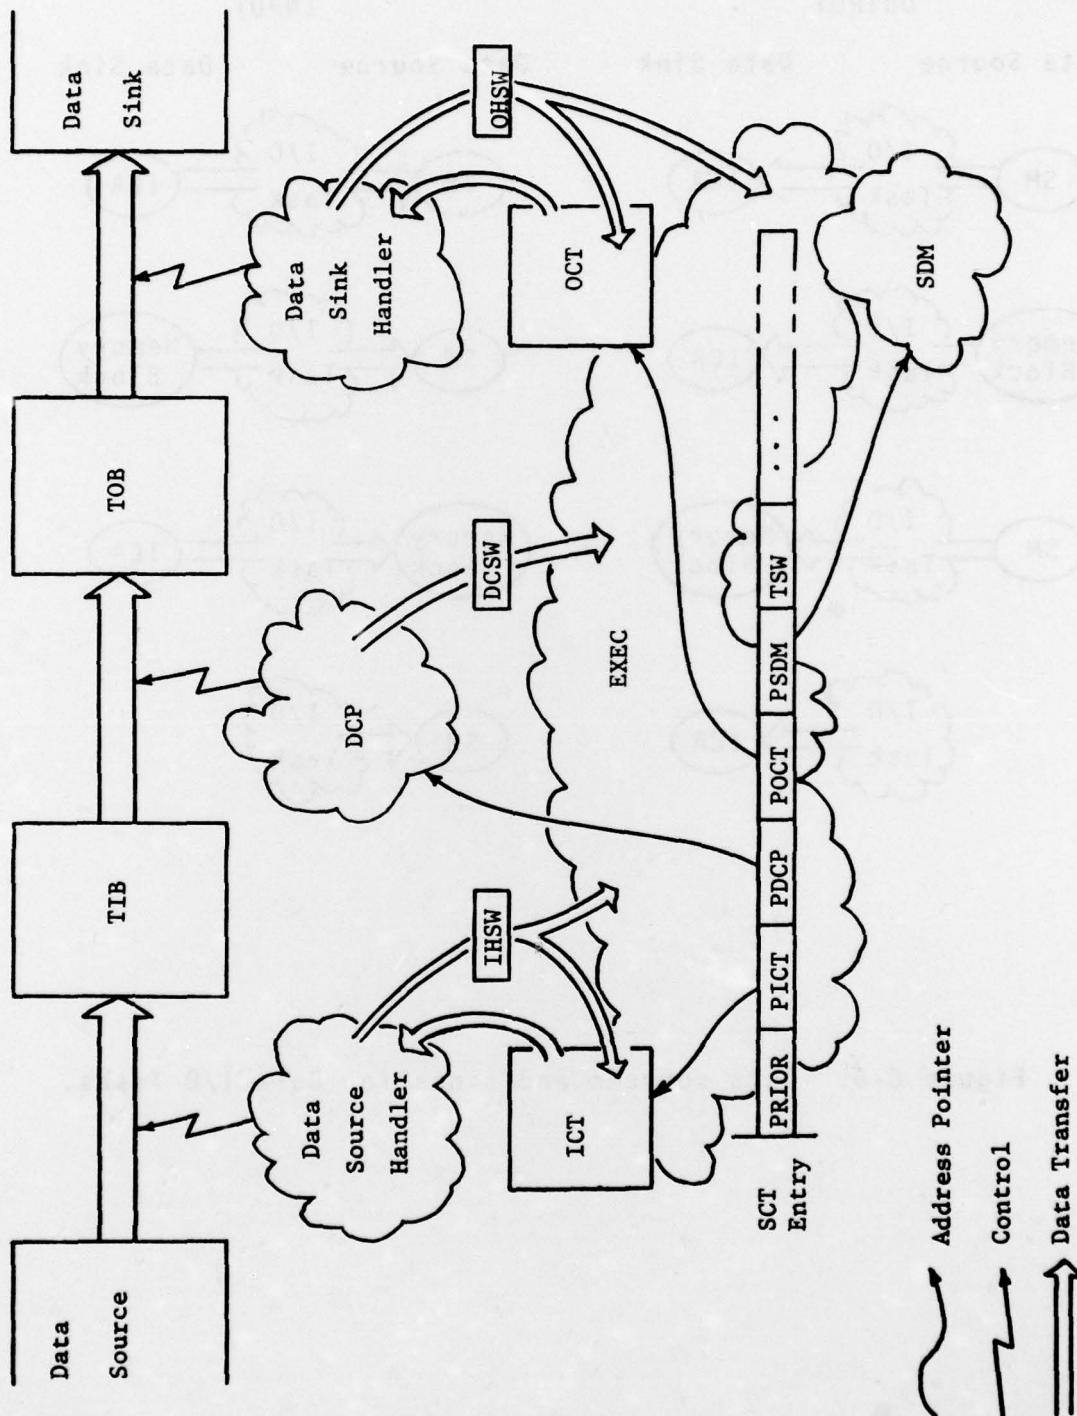 Data
Source
TIB
TOB
Data
Sink
Data
Source
Handler
DCP
Data
Sink
Handler
IHSW
DCSW
OHSW
ICT
EXEC
OCT
SCT
Entry
PRIOR
PICT
PDCP
POCT
PSDM
TSW
...
SDM
Address Pointer
Control
Data Transfer